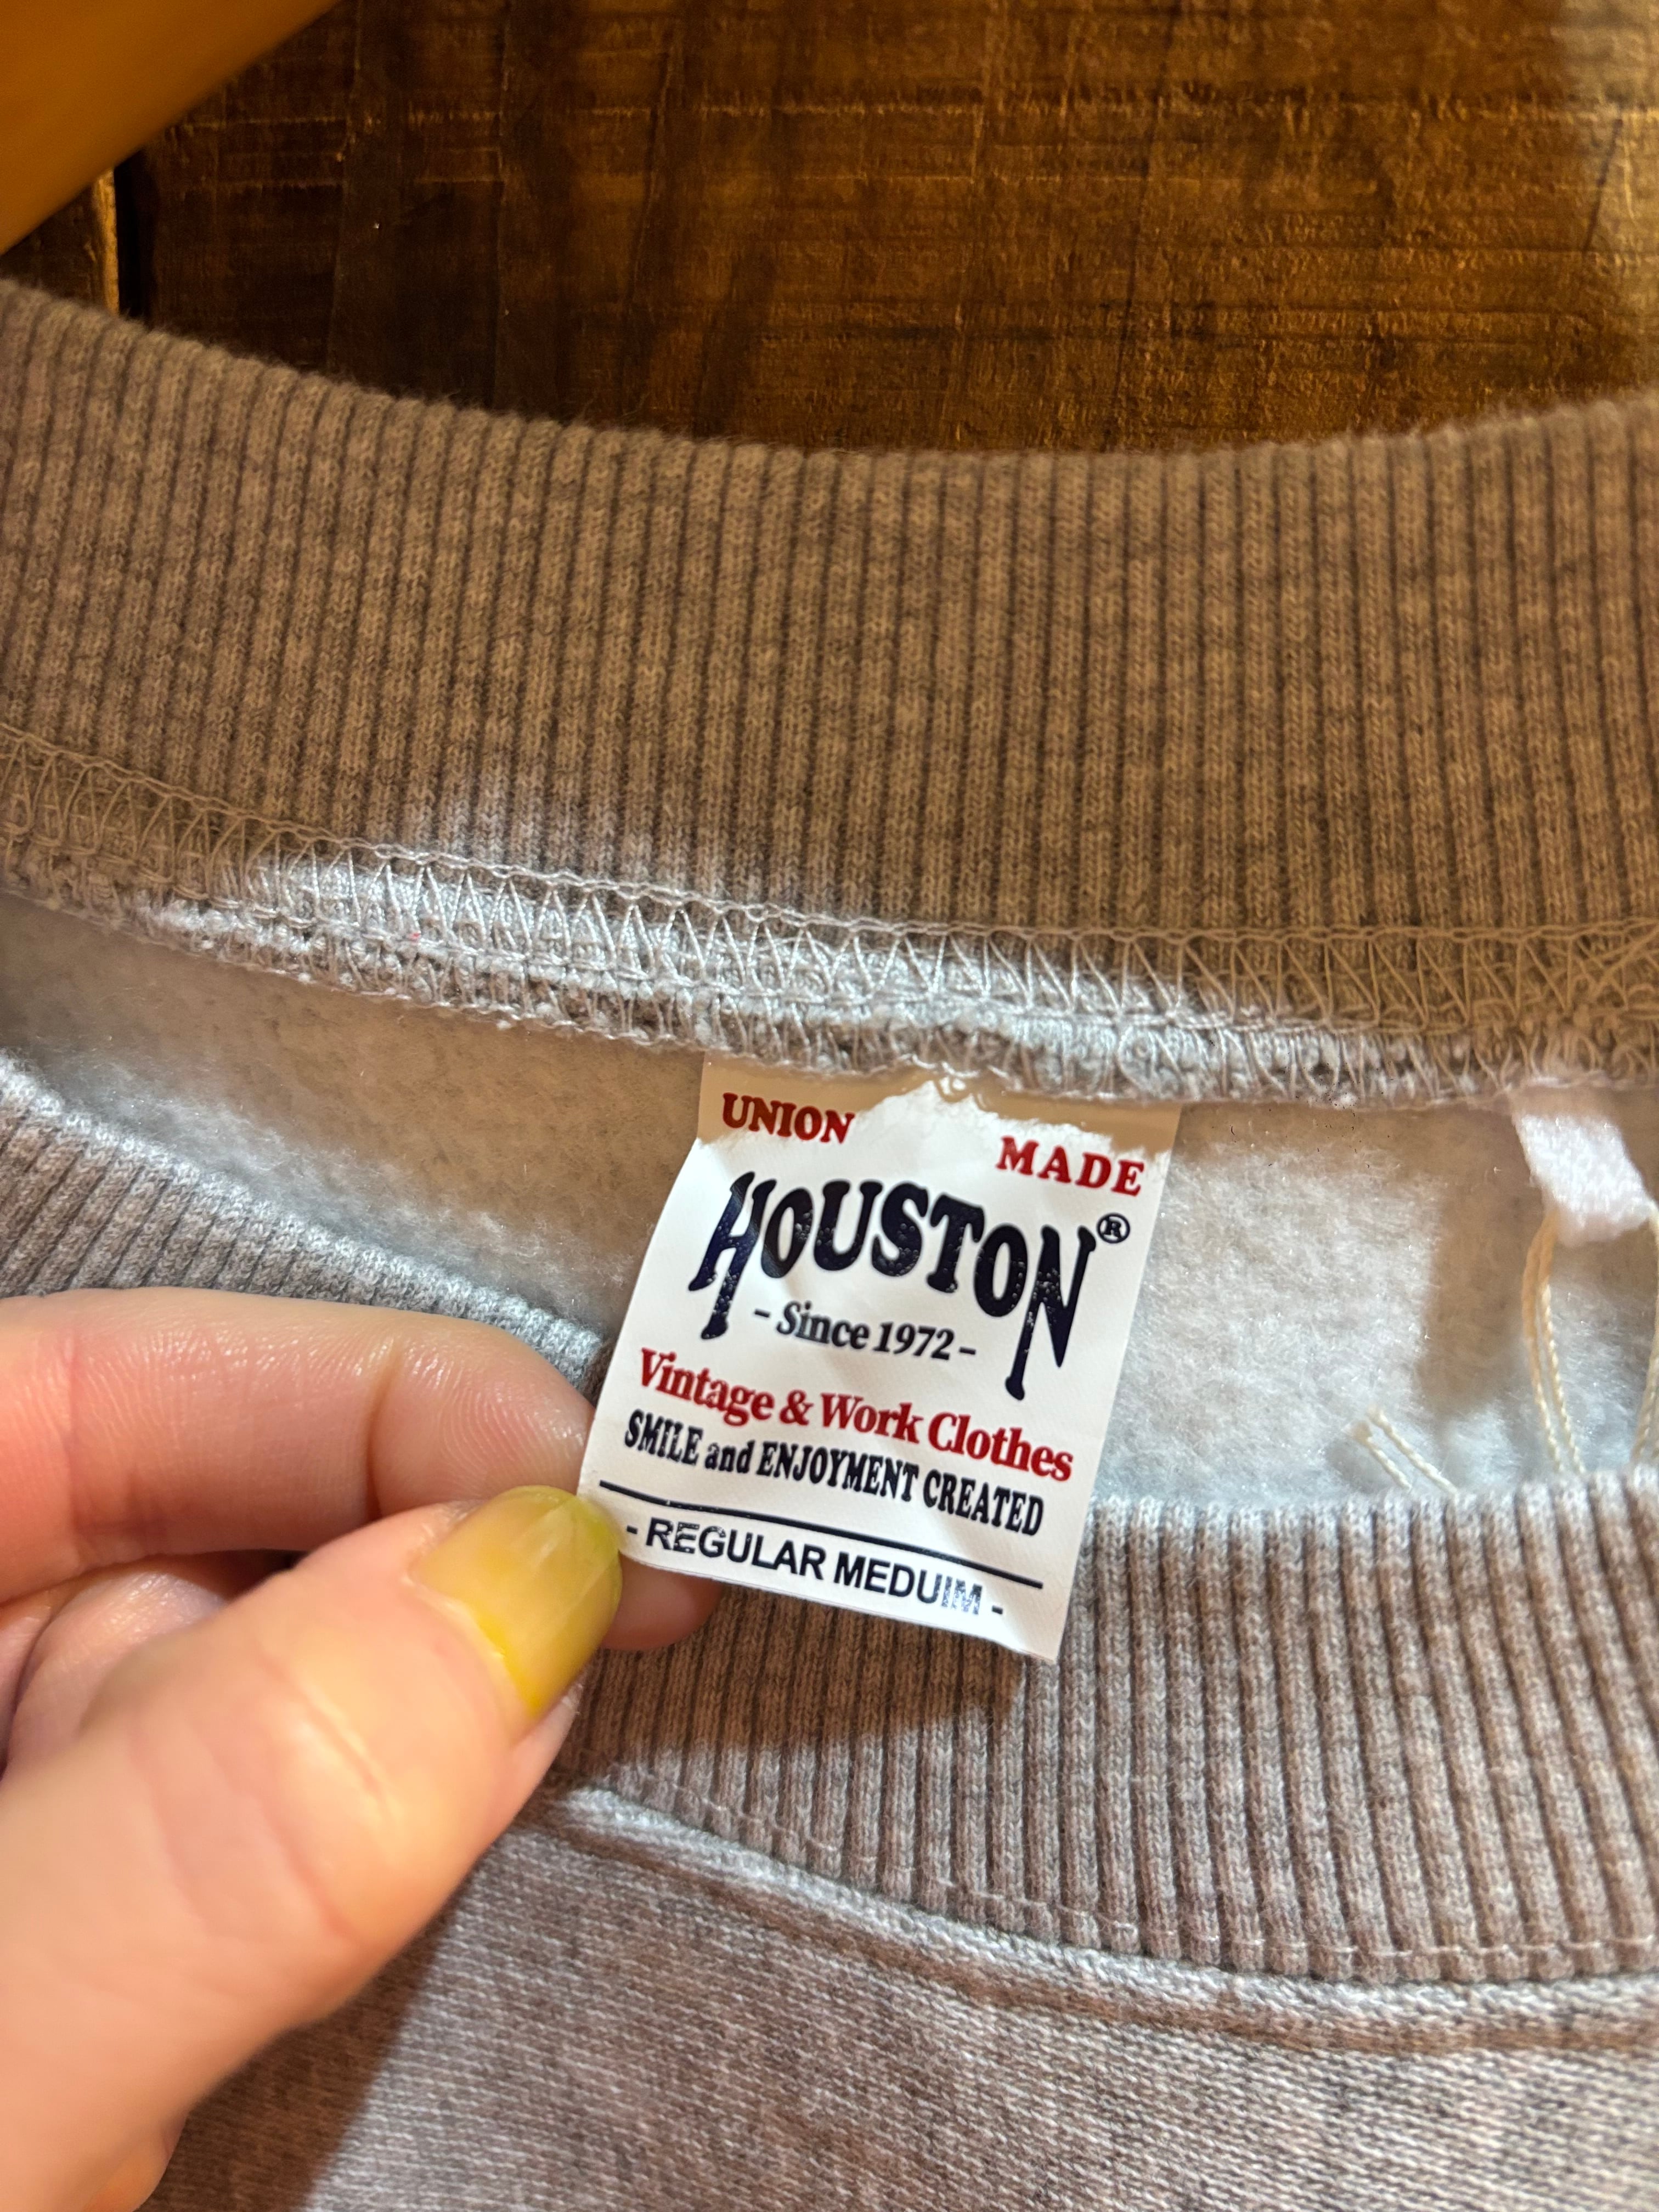 UNION MADE
HOUSTON®
- Since 1972 -
Vintage & Work Clothes
SMILE and ENJOYMENT CREATED
- REGULAR MEDUIM -